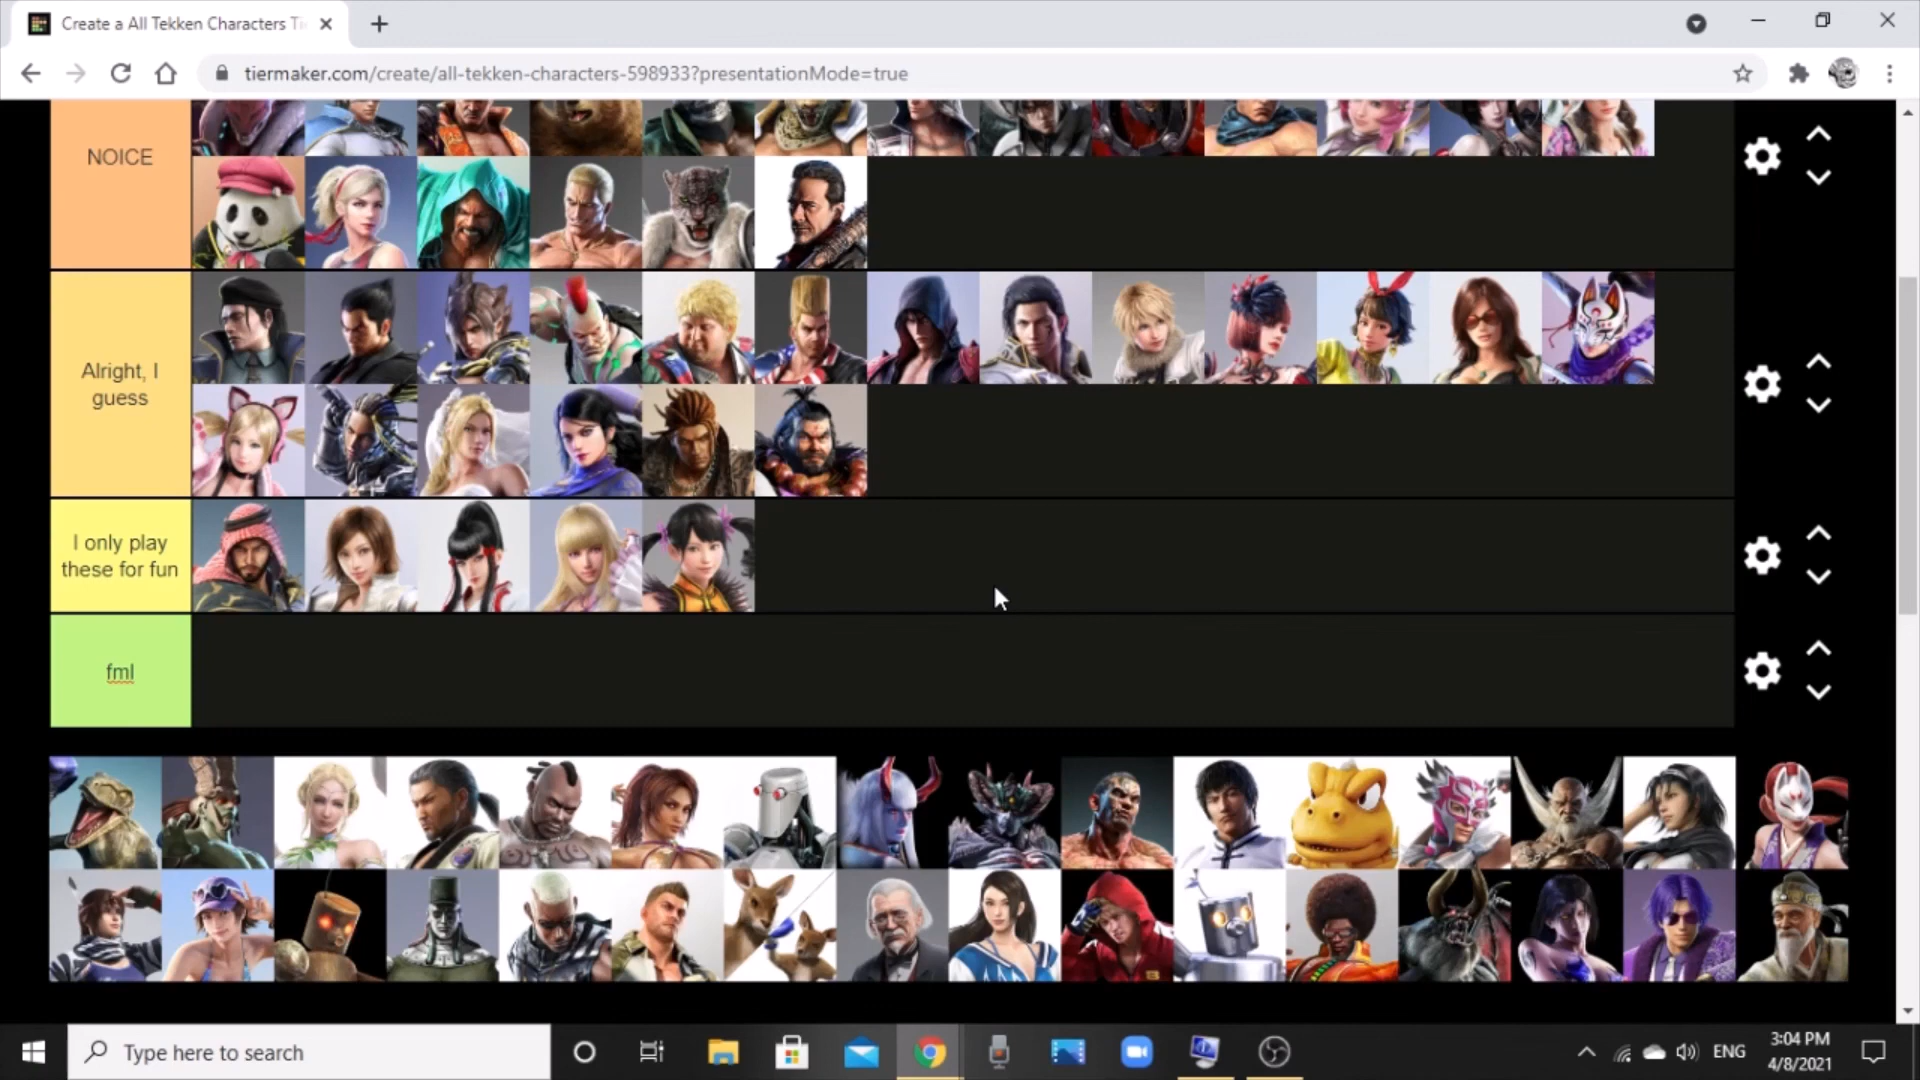 Create a All Tekken Characters Ti
tiermaker.com/create/all-tekken-characters-598933?presentationMode=true
NOICE
Alright, I
guess
I only play
these for fun
fml
Type here to search
ENG
3:04 PM
4/8/2021